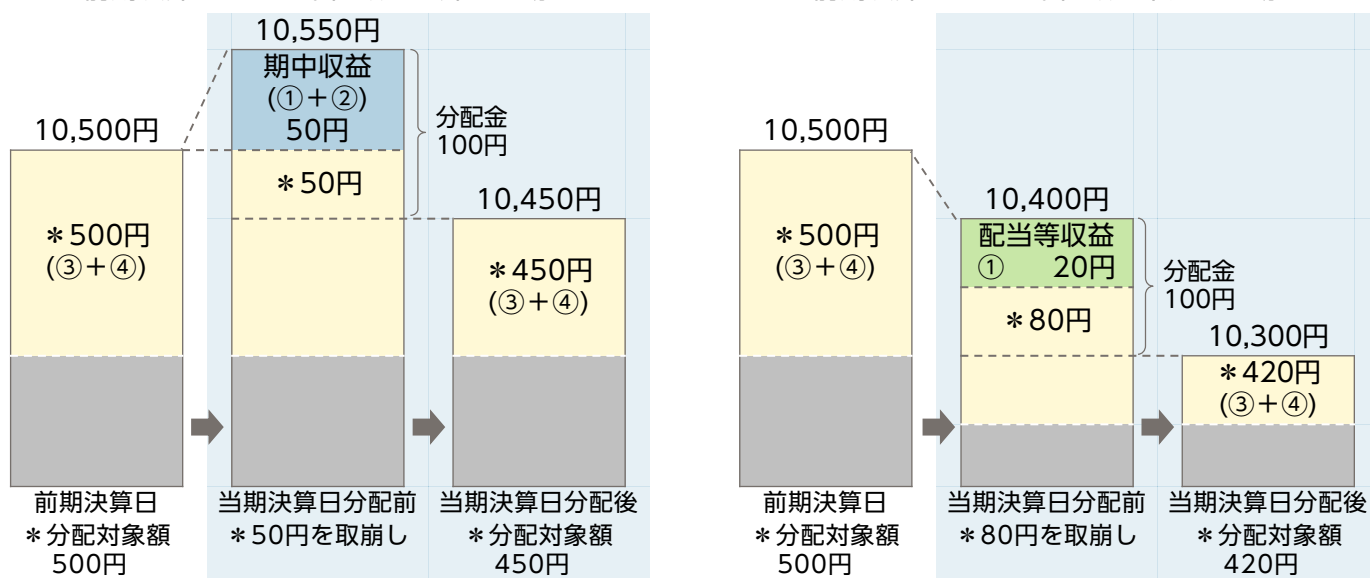 10,550円
期中収益
(①+②)
50円
分配金
100円
10,500円
*50円
10,450円
*500円
(③+④)
*450円
(③+④)
前期決算日
*分配対象額
500円
当期決算日分配前
*50円を取崩し
当期決算日分配後
*分配対象額
450円
10,500円
10,400円
*500円
(③+④)
配当等収益
① 20円
分配金
100円
*80円
10,300円
*420円
(③+④)
前期決算日
*分配対象額
500円
当期決算日分配前
*80円を取崩し
当期決算日分配後
*分配対象額
420円